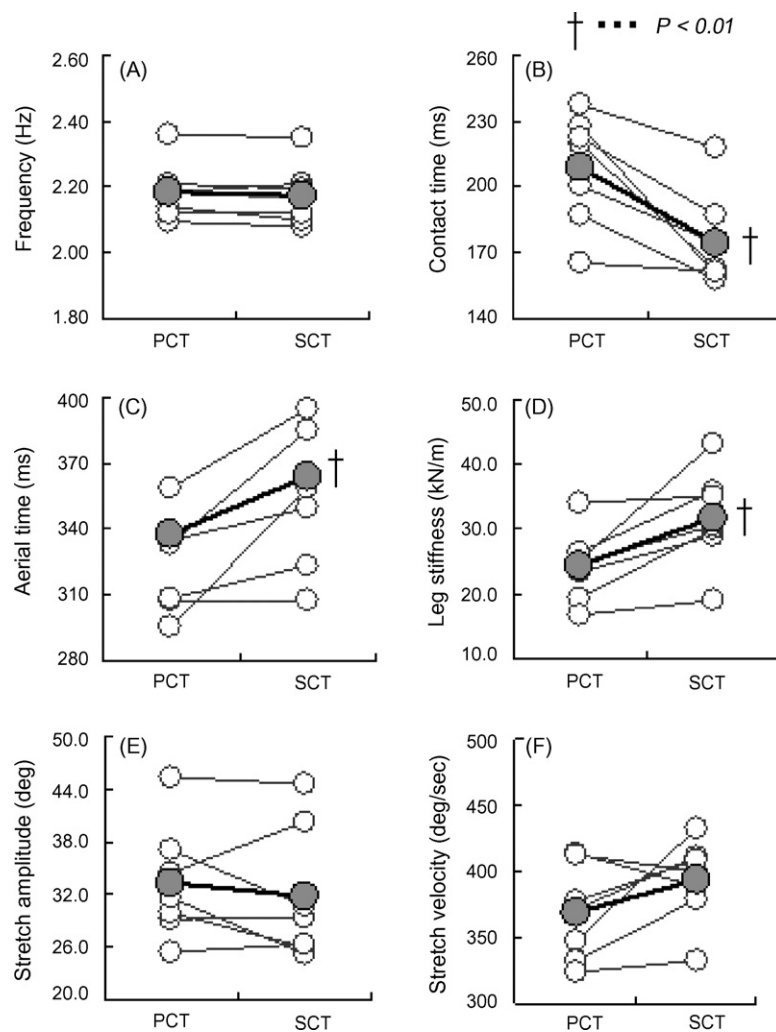 † ▪▪▪ P < 0.01
(A)
Frequency (Hz)
2.60
2.40
2.20
2.00
1.80
PCT SCT
(B)
Contact time (ms)
260
230
200
170
140
†
PCT SCT
(C)
Aerial time (ms)
400
370
340
310
280
†
PCT SCT
(D)
Leg stiffness (kN/m)
50.0
40.0
30.0
20.0
10.0
†
PCT SCT
(E)
Stretch amplitude (deg)
50.0
44.0
38.0
32.0
26.0
20.0
PCT SCT
(F)
Stretch velocity (deg/sec)
500
450
400
350
300
PCT SCT